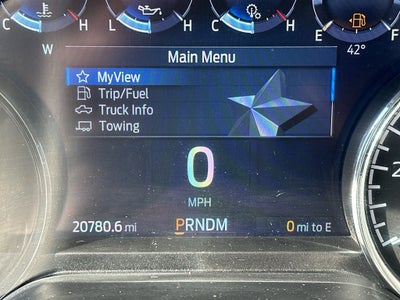 C H C H C H E F
W 42°
Main Menu
MyView
Trip/Fuel
Truck Info
Towing
0
MPH
20780.6 mi PRNDM 0 mi to E